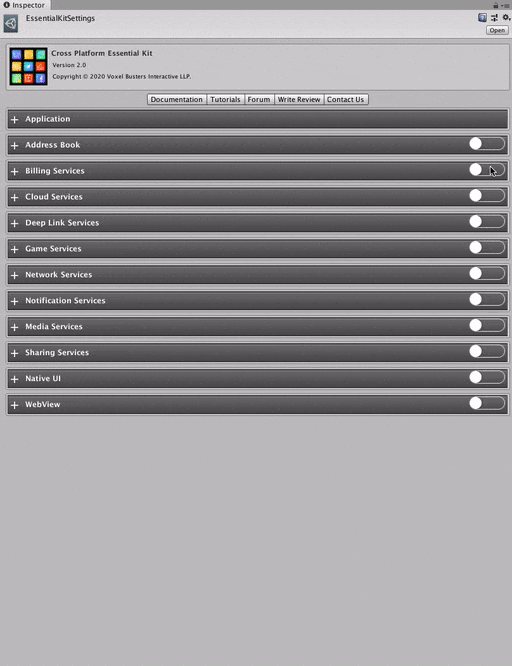 Inspector
EssentialKitSettings
Open
Cross Platform Essential Kit
Version 2.0
Copyright © 2020 Voxel Busters Interactive LLP.
Documentation Tutorials Forum Write Review Contact Us
+ Application
+ Address Book
+ Billing Services
+ Cloud Services
+ Deep Link Services
+ Game Services
+ Network Services
+ Notification Services
+ Media Services
+ Sharing Services
+ Native UI
+ WebView